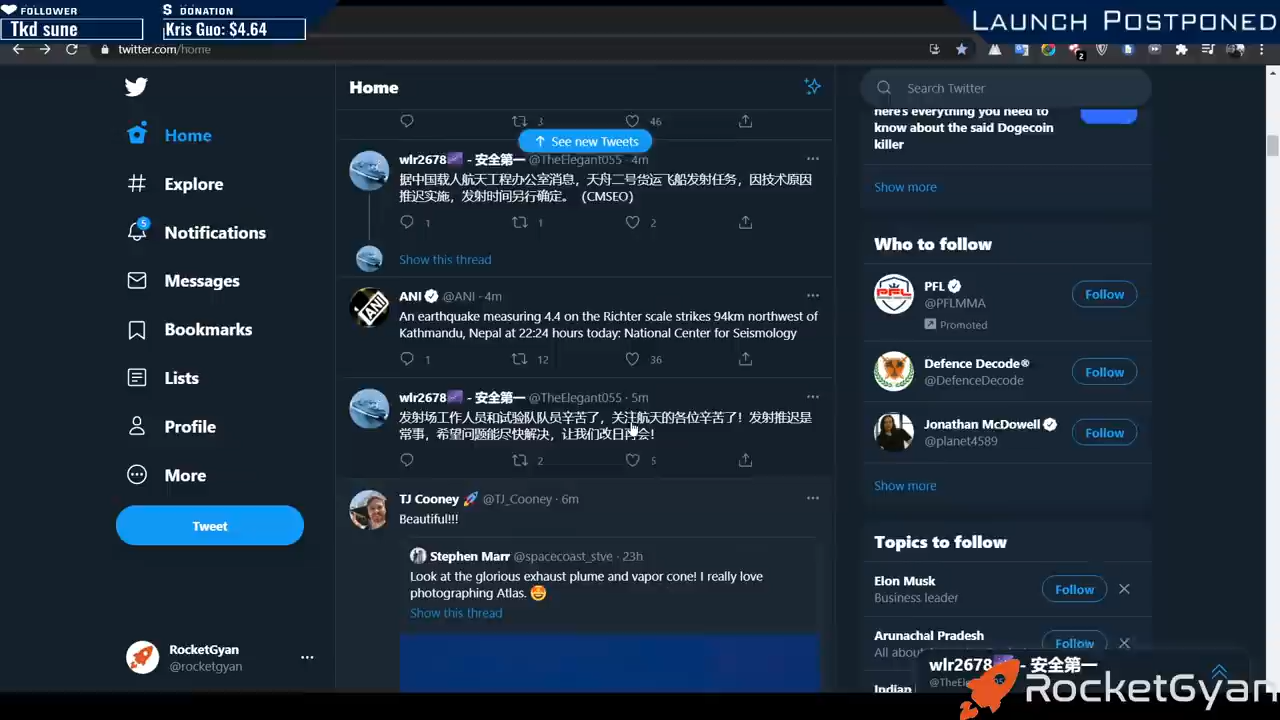 FOLLOWER
Tkd sune
DONATION
Kris Guo: $4.64
LAUNCH POSTPONED
twitter.com/home
2
Home
Search Twitter
3
46
See new Tweets
here's everything you need to
know about the said Dogecoin
killer
Show more
Home
Explore
5
Notifications
Messages
Bookmarks
Lists
Profile
More
Tweet
RocketGyan
@rocketgyan
wlr2678 - 安全第一 @TheElegant055 · 4m
据中国载人航天工程办公室消息，天舟二号货运飞船发射任务，因技术原因
推迟实施，发射时间另行确定。（CMSEO）
1
1
2
Show this thread
ANI @ANI · 4m
An earthquake measuring 4.4 on the Richter scale strikes 94km northwest of
Kathmandu, Nepal at 22:24 hours today: National Center for Seismology
1
12
36
wlr2678 - 安全第一 @TheElegant055 · 5m
发射场工作人员和试验队队员辛苦了，关注航天的各位辛苦了！发射推迟是
常事，希望问题能尽快解决，让我们改日再会！
2
5
TJ Cooney @TJ_Cooney · 6m
Beautiful!!!
Stephen Marr @spacecoast_stve · 23h
Look at the glorious exhaust plume and vapor cone! I really love
photographing Atlas.
Show this thread
Who to follow
PFL
@PFLMMA
Promoted
Follow
Defence Decode®
@DefenceDecode
Follow
Jonathan McDowell
@planet4589
Follow
Show more
Topics to follow
Elon Musk
Business leader
Follow
Arunachal Pradesh
All
Follow
Indian
wlr2678 - 安全第一
RocketGyan